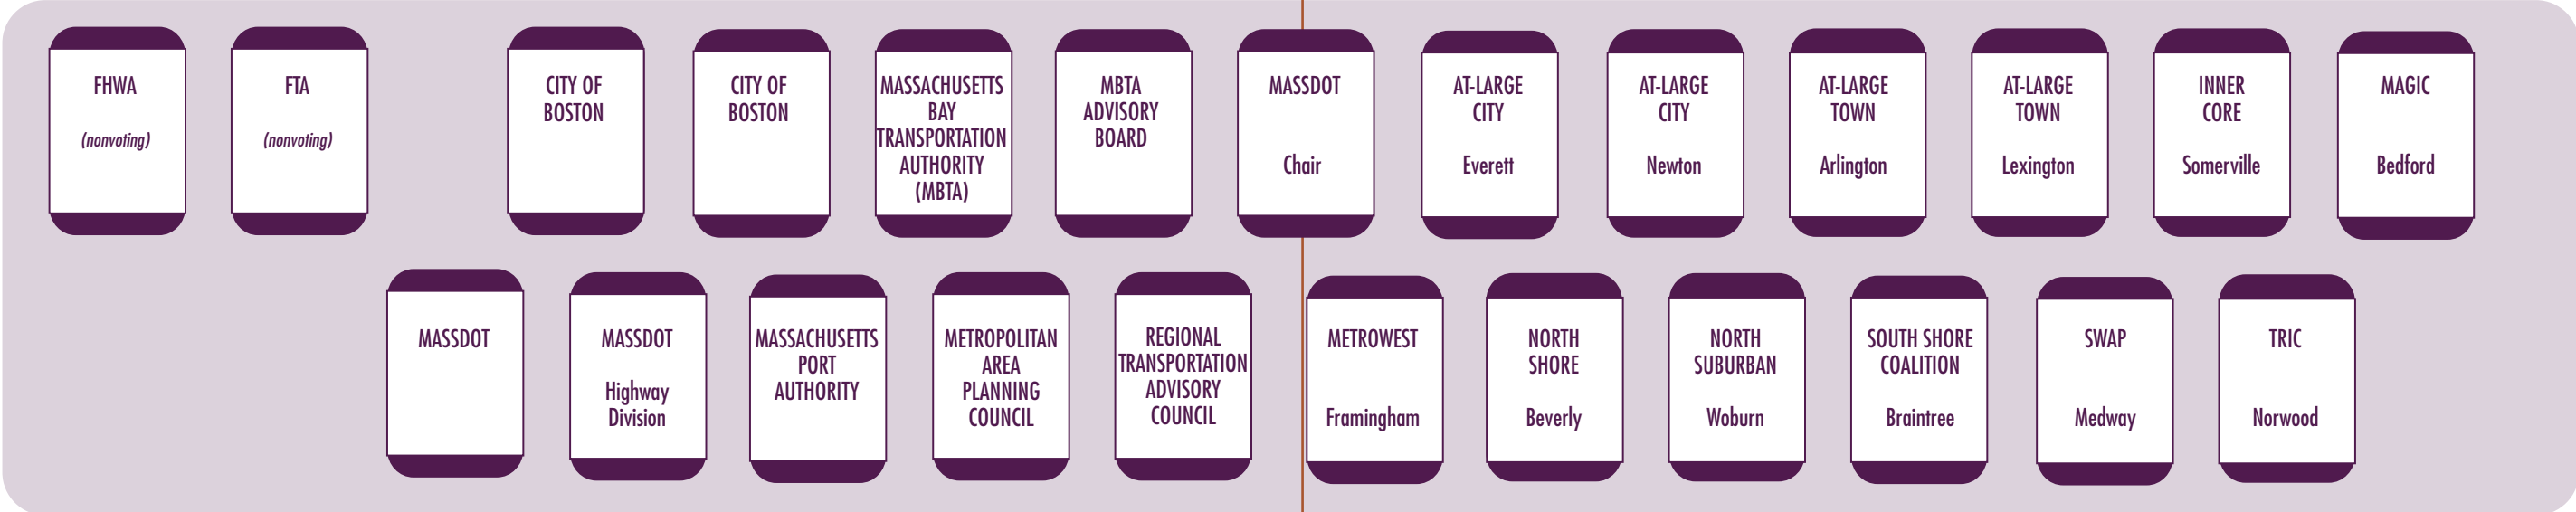 FHWA
(nonvoting)
FTA
(nonvoting)
CITY OF
BOSTON
CITY OF
BOSTON
MASSACHUSETTS
BAY
TRANSPORTATION
AUTHORITY
(MBTA)
MBTA
ADVISORY
BOARD
MASSDOT
Chair
AT-LARGE
CITY
Everett
AT-LARGE
CITY
Newton
AT-LARGE
TOWN
Arlington
AT-LARGE
TOWN
Lexington
INNER
CORE
Somerville
MAGIC
Bedford
MASSDOT
MASSDOT
Highway
Division
MASSACHUSETTS
PORT
AUTHORITY
METROPOLITAN
AREA
PLANNING
COUNCIL
REGIONAL
TRANSPORTATION
ADVISORY
COUNCIL
METROWEST
Framingham
NORTH
SHORE
Beverly
NORTH
SUBURBAN
Woburn
SOUTH SHORE
COALITION
Braintree
SWAP
Medway
TRIC
Norwood